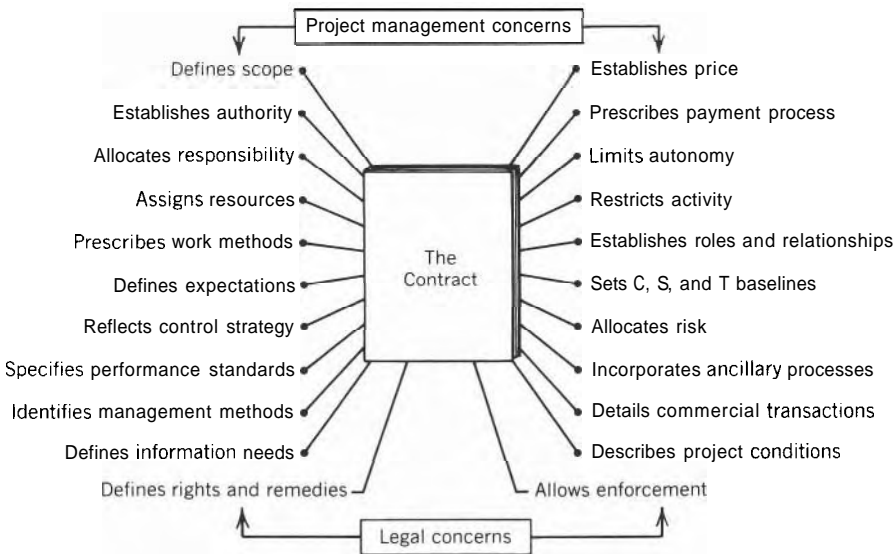 Project management concerns
Defines scope
Establishes authority
Allocates responsibility
Assigns resources
Prescribes work methods
Defines expectations
Reflects control strategy
Specifies performance standards
Identifies management methods
Defines information needs
Defines rights and remedies
The
Contract
Establishes price
Prescribes payment process
Limits autonomy
Restricts activity
Establishes roles and relationships
Sets C, S, and T baselines
Allocates risk
Incorporates ancillary processes
Details commercial transactions
Describes project conditions
Allows enforcement
Legal concerns